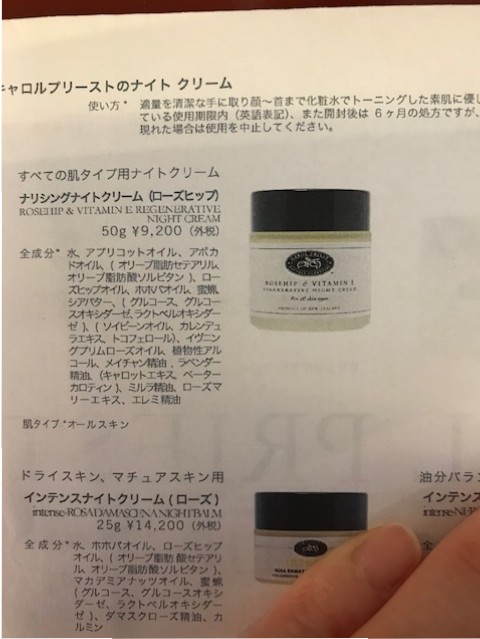 キャロルプリーストのナイト クリーム
使い方* 適量を清潔な手に取り顔〜首まで化粧水でトーニングした素肌に優し
ている使用期限内（英語表記）、また開封後は 6 ヶ月の処方ですが、
現れた場合は使用を中止してください。
すべての肌タイプ用ナイトクリーム
ナリシングナイトクリーム（ローズヒップ）
ROSEHIP & VITAMIN E REGENERATIVE
NIGHT CREAM
50g ¥9,200（外税）
全成分* 水、アプリコットオイル、アボカ
ドオイル、( オリーブ脂肪セテアリル、
オリーブ脂肪酸ソルビタン )、ロー
ズヒップオイル、ホホバオイル、蜜蝋、
シアバター、( グルコース、グルコー
スオキシダーゼ、ラクトペルオキシダー
ゼ )、( ソイビーンオイル、カレンデュ
ラエキス、トコフェロール)、イヴニン
グプリムローズオイル、植物性アル
コール、メイチャン精油 , ラベンダー
精油、(キャロットエキス、ベーター
カロティン )、ミルラ精油、ローズマ
リーエキス、エレミ精油
肌タイプ *オールスキン
ROSEHIP & VITAMIN E
REGENERATIVE NIGHT CREAM
For all skin types
ドライスキン、マチュアスキン用
インテンスナイトクリーム ( ローズ )
intense-ROSA DAMASCENA NIGHT BALM
25g ¥14,200（外税）
全成分* 水、ホホバオイル、ローズヒップ
オイル、( オリーブ脂肪 酸セテアリ
ル、オリーブ脂肪酸ソルビタン )、
マカデミアナッツオイル、蜜蝋
( グルコース、グルコースオキシ
ダーゼ、ラクトペルオキシダー
ゼ )、ダマスクローズ精油、カ
ルミン
油分バラン
インテンス